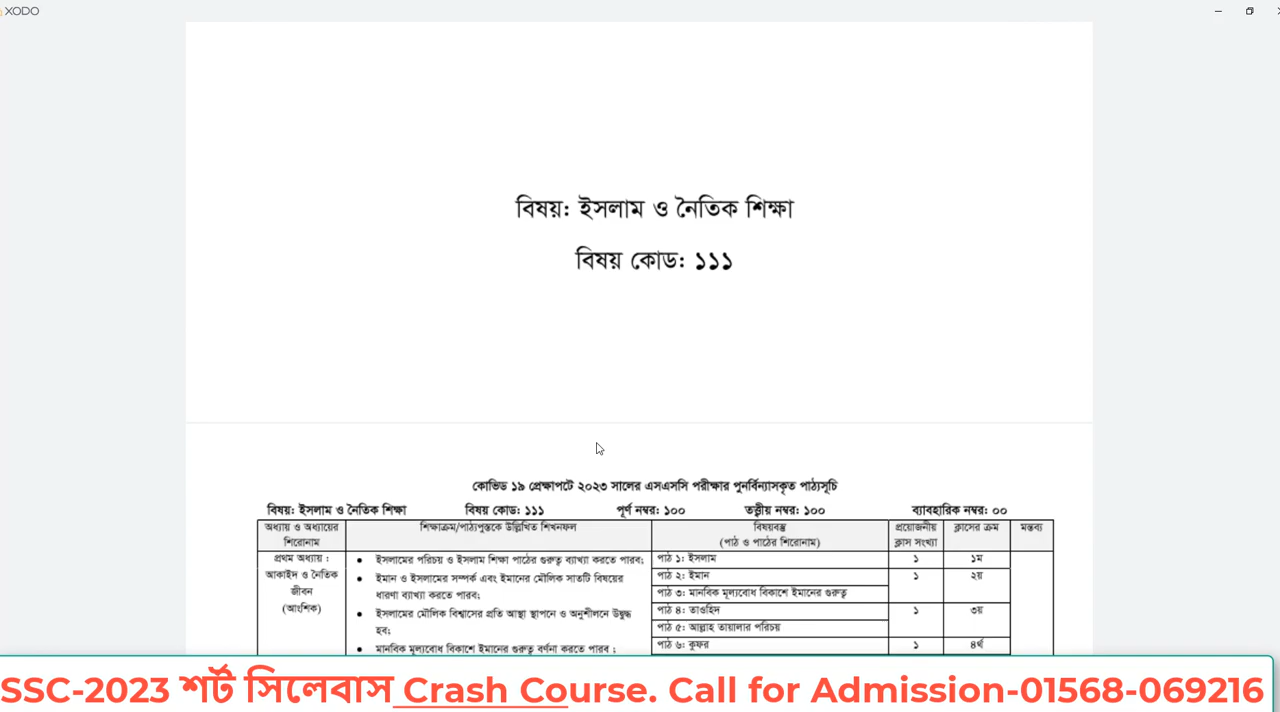 XODO
বিষয়: ইসলাম ও নৈতিক শিক্ষা
বিষয় কোড: ১১১
কোভিড ১৯ প্রেক্ষাপটে ২০২৩ সালের এসএসসি পরীক্ষার পুনর্বিন্যাসকৃত পাঠ্যসূচি
বিষয়: ইসলাম ও নৈতিক শিক্ষা বিষয় কোড: ১১১ পূর্ণ নম্বর: ১০০ তত্ত্বীয় নম্বর: ১০০ ব্যাবহারিক নম্বর: ০০
অধ্যায় ও অধ্যায়ের শিরোনাম
শিক্ষাক্রম/পাঠ্যপুস্তকে উল্লিখিত শিখনফল
বিষয়বস্তু
(পাঠ ও পাঠের শিরোনাম)
প্রয়োজনীয় ক্লাস সংখ্যা
ক্লাসের ক্রম
মন্তব্য
প্রথম অধ্যায় :
আকাইদ ও নৈতিক
জীবন
(আংশিক)
● ইসলামের পরিচয় ও ইসলাম শিক্ষা পাঠের গুরুত্ব ব্যাখ্যা করতে পারব;
● ইমান ও ইসলামের সম্পর্ক এবং ইমানের মৌলিক সাতটি বিষয়ের
ধারণা ব্যাখ্যা করতে পারব;
● ইসলামের মৌলিক বিশ্বাসের প্রতি আস্থা স্থাপনে ও অনুশীলনে উদ্বুদ্ধ
হব;
● মানবিক মূল্যবোধ বিকাশে ইমানের গুরুত্ব বর্ণনা করতে পারব ;
পাঠ ১: ইসলাম ১ ১ম
পাঠ ২: ইমান ১ ২য়
পাঠ ৩: মানবিক মূল্যবোধ বিকাশে ইমানের গুরুত্ব
পাঠ ৪: তাওহিদ ১ ৩য়
পাঠ ৫: আল্লাহ তায়ালার পরিচয়
পাঠ ৬: কুফর ১ ৪র্থ
SSC-2023 শর্ট সিলেবাস Crash Course. Call for Admission-01568-069216